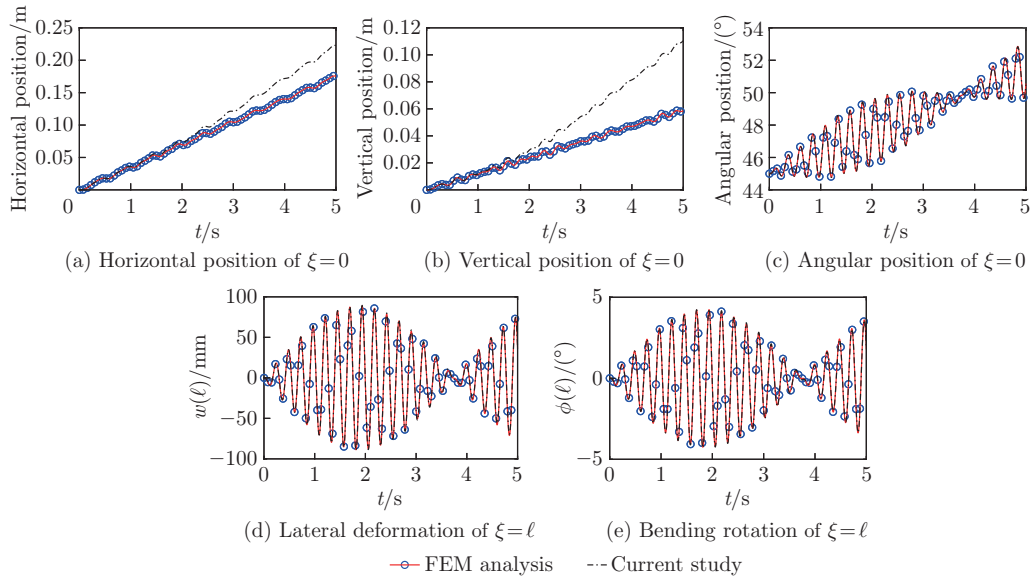 Horizontal position/m
0.25
0.20
0.15
0.10
0.05
0 1 2 3 4 5
t/s
(a) Horizontal position of ξ=0
Vertical position/m
0.12
0.10
0.08
0.06
0.04
0.02
0 1 2 3 4 5
t/s
(b) Vertical position of ξ=0
Angular position/(°)
54
52
50
48
46
44
0 1 2 3 4 5
t/s
(c) Angular position of ξ=0
w(ℓ)/mm
100
50
0
−50
−100
0 1 2 3 4 5
t/s
(d) Lateral deformation of ξ=ℓ
ϕ(ℓ)/(°)
5
0
−5
0 1 2 3 4 5
t/s
(e) Bending rotation of ξ=ℓ
FEM analysis Current study